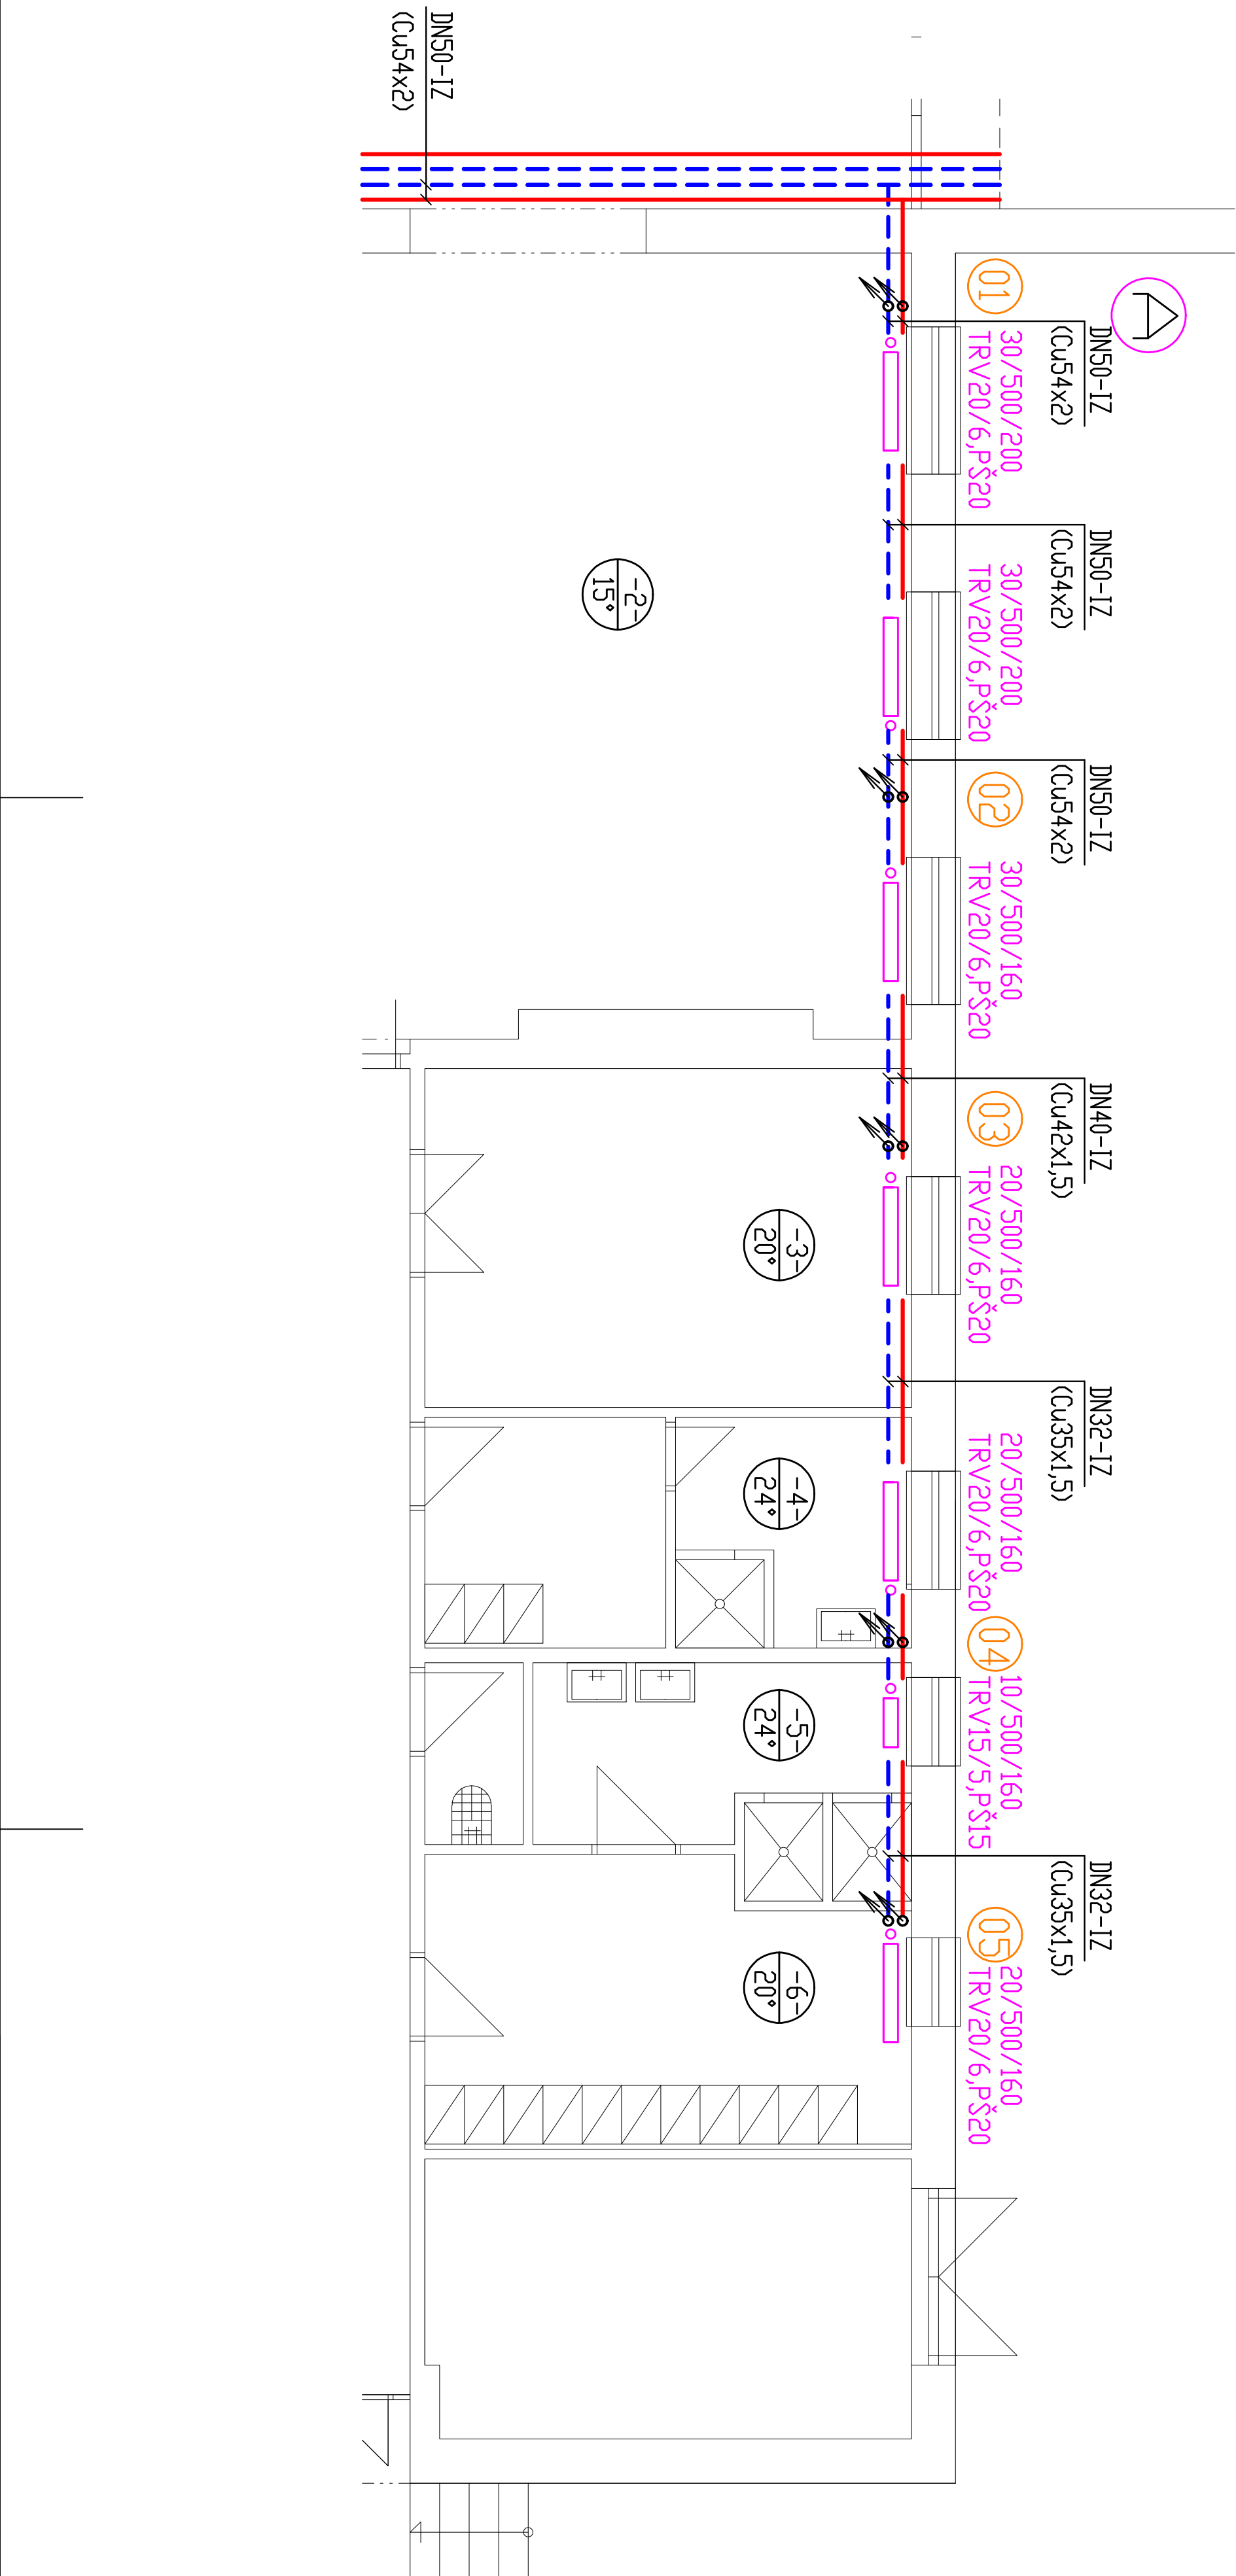 DN50-IZ
(Cu54x2)
A
01
DN50-IZ
(Cu54x2)
30/500/200
TRV20/6,PŠ20
DN50-IZ
(Cu54x2)
30/500/200
TRV20/6,PŠ20
-2-
15°
DN50-IZ
(Cu54x2)
02
30/500/160
TRV20/6,PŠ20
DN40-IZ
(Cu42x1,5)
03
20/500/160
TRV20/6,PŠ20
-3-
20°
DN32-IZ
(Cu35x1,5)
20/500/160
TRV20/6,PŠ20
-4-
24°
04
10/500/160
TRV15/5,PŠ15
-5-
24°
DN32-IZ
(Cu35x1,5)
05
20/500/160
TRV20/6,PŠ20
-6-
20°